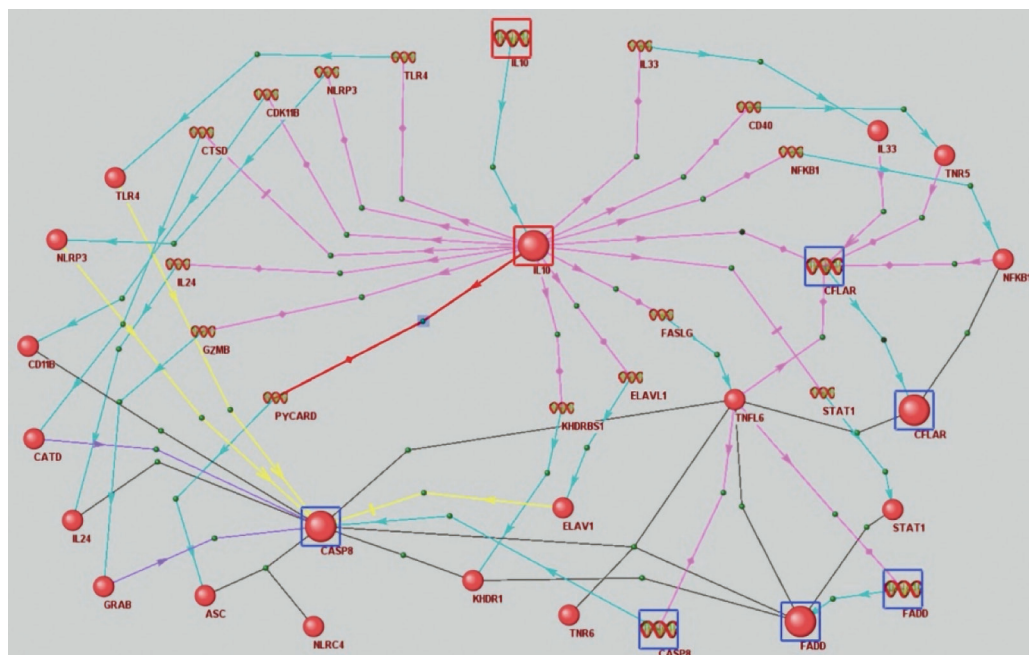 IL10
IL33
TLR4
NLRP3
CDK11B
CD40
CTSD
IL33
NFKB1
TNR5
TLR4
IL10
NLRP3
NFKB1
IL24
CFLAR
FASLG
GZMB
CD11B
ELAVL1
PYCARD
KHDRBS1
TNFL6
STAT1
CFLAR
CATD
ELAV1
STAT1
IL24
CASP8
GRAB
ASC
KHDR1
FADD
TNR6
NLRC4
CASP8
FADD